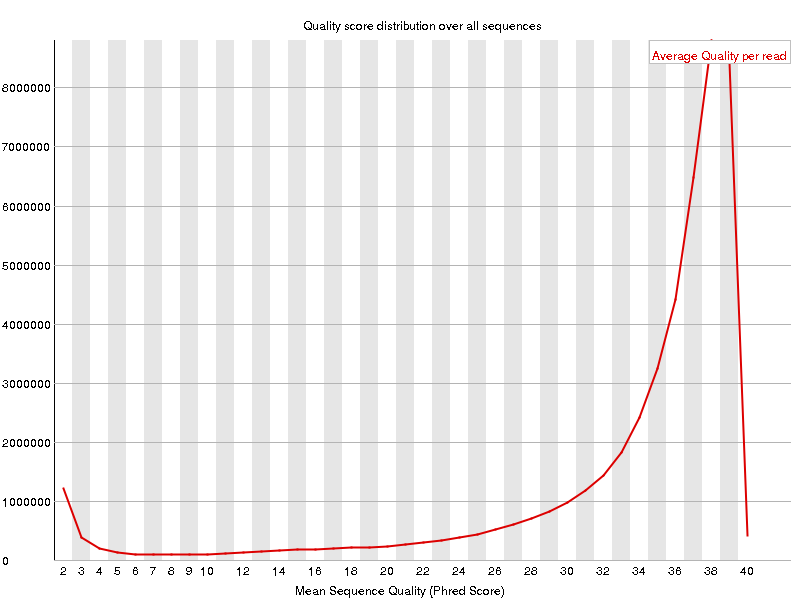 Quality score distribution over all sequences
Average Quality per read
8000000
7000000
6000000
5000000
4000000
3000000
2000000
1000000
0
2 3 4 5 6 7 8 9 10 12 14 16 18 20 22 24 26 28 30 32 34 36 38 40
Mean Sequence Quality (Phred Score)